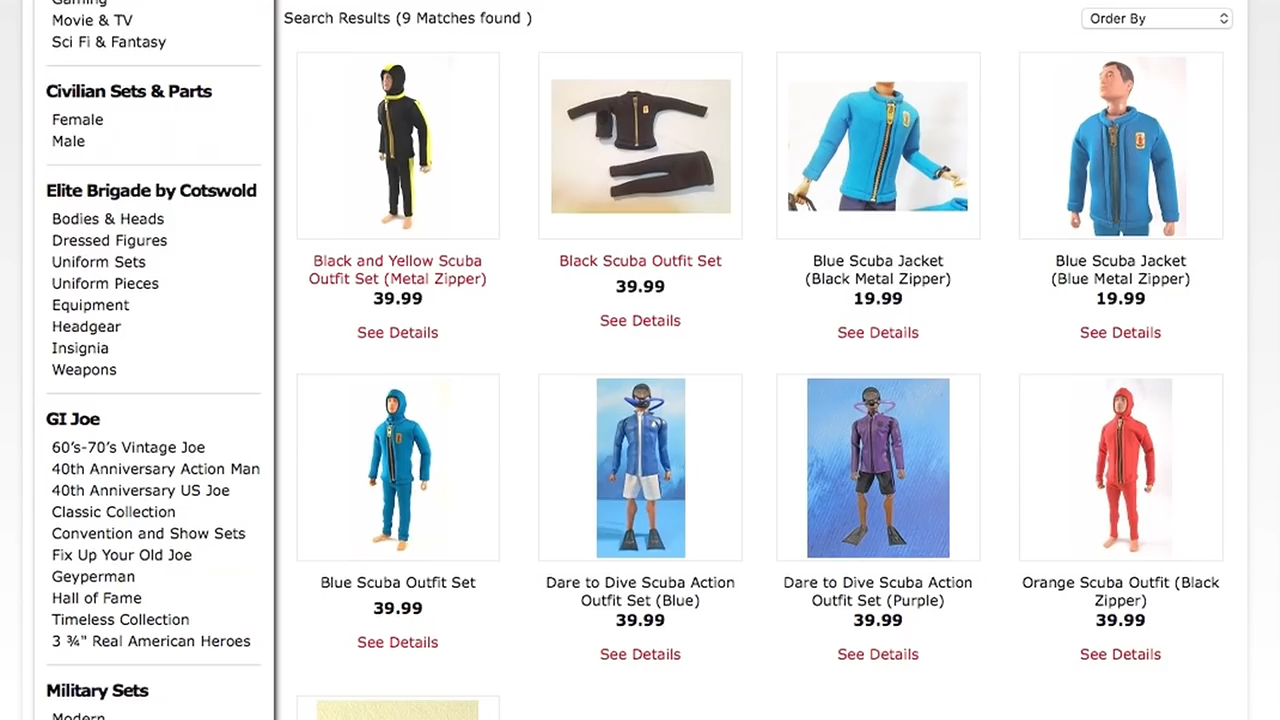 Gaming
Movie & TV
Sci Fi & Fantasy
Civilian Sets & Parts
Female
Male
Elite Brigade by Cotswold
Bodies & Heads
Dressed Figures
Uniform Sets
Uniform Pieces
Equipment
Headgear
Insignia
Weapons
GI Joe
60’s-70’s Vintage Joe
40th Anniversary Action Man
40th Anniversary US Joe
Classic Collection
Convention and Show Sets
Fix Up Your Old Joe
Geyperman
Hall of Fame
Timeless Collection
3 ¾" Real American Heroes
Military Sets
Modern
Search Results (9 Matches found )
Order By
Black and Yellow Scuba
Outfit Set (Metal Zipper)
39.99
See Details
Black Scuba Outfit Set
39.99
See Details
Blue Scuba Jacket
(Black Metal Zipper)
19.99
See Details
Blue Scuba Jacket
(Blue Metal Zipper)
19.99
See Details
Blue Scuba Outfit Set
39.99
See Details
Dare to Dive Scuba Action
Outfit Set (Blue)
39.99
See Details
Dare to Dive Scuba Action
Outfit Set (Purple)
39.99
See Details
Orange Scuba Outfit (Black
Zipper)
39.99
See Details